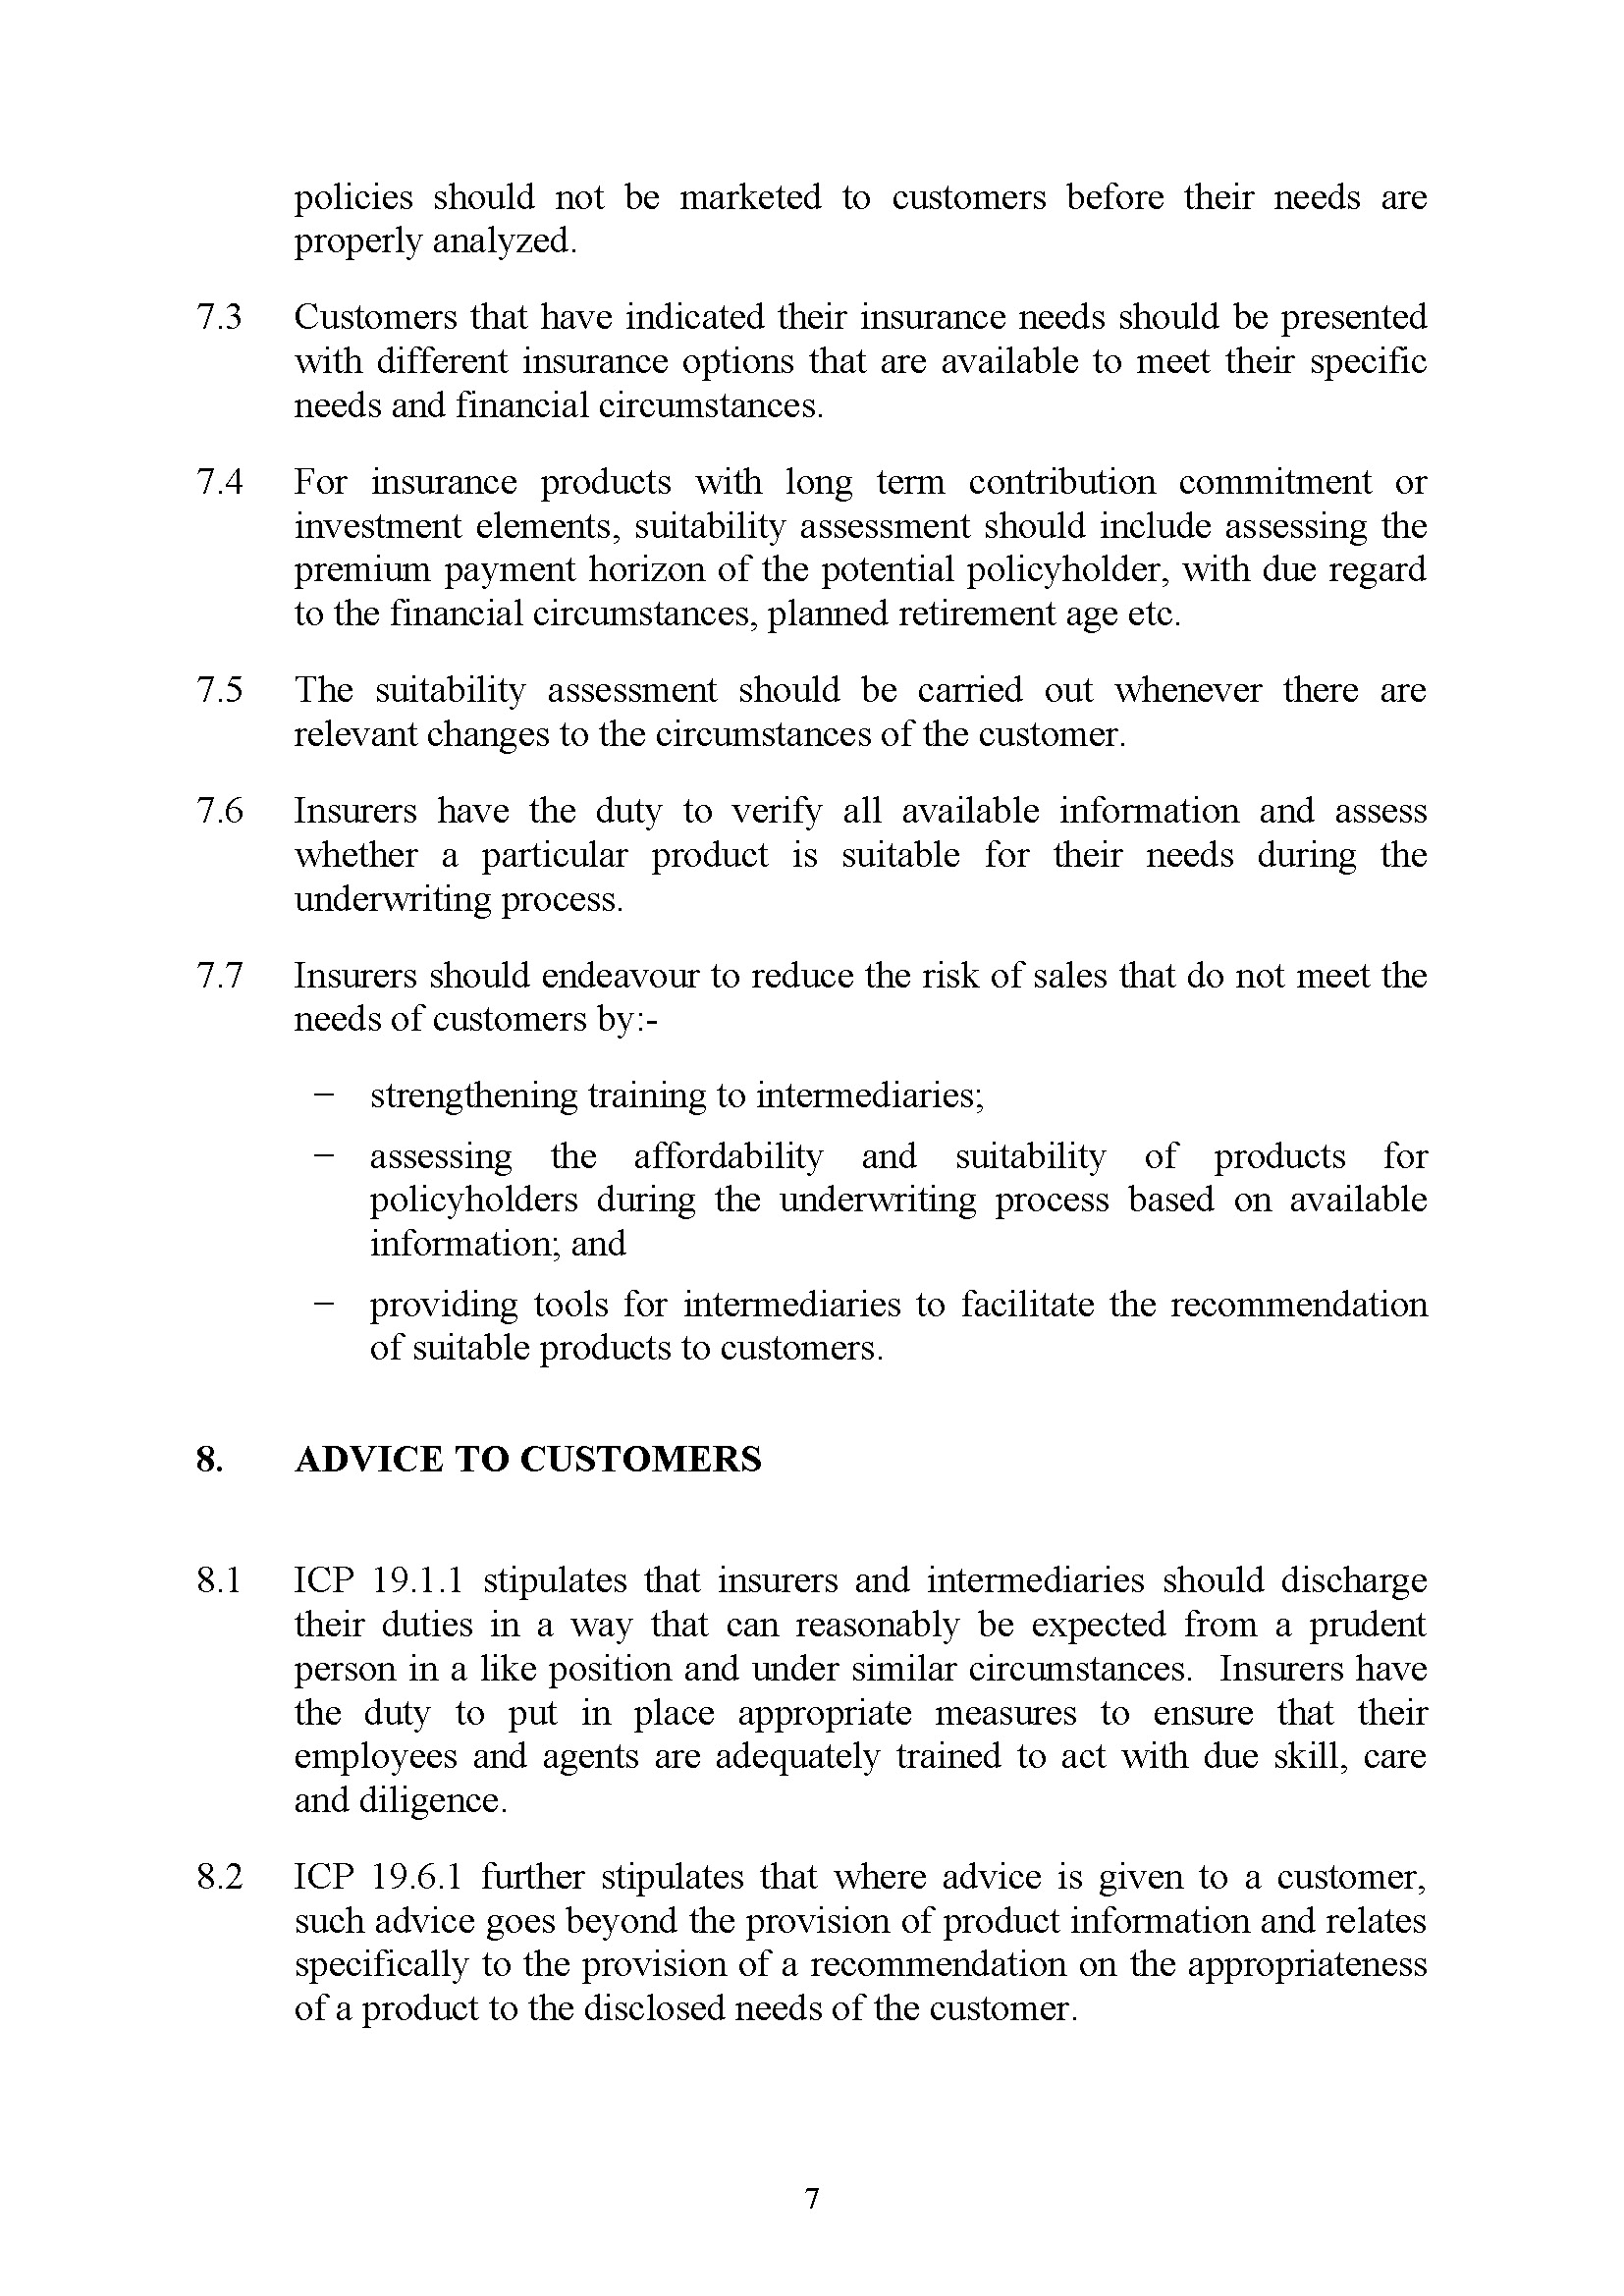 policies should not be marketed to customers before their needs are
properly analyzed.
7.3 Customers that have indicated their insurance needs should be presented
with different insurance options that are available to meet their specific
needs and financial circumstances.
7.4 For insurance products with long term contribution commitment or
investment elements, suitability assessment should include assessing the
premium payment horizon of the potential policyholder, with due regard
to the financial circumstances, planned retirement age etc.
7.5 The suitability assessment should be carried out whenever there are
relevant changes to the circumstances of the customer.
7.6 Insurers have the duty to verify all available information and assess
whether a particular product is suitable for their needs during the
underwriting process.
7.7 Insurers should endeavour to reduce the risk of sales that do not meet the
needs of customers by:-
− strengthening training to intermediaries;
− assessing the affordability and suitability of products for
policyholders during the underwriting process based on available
information; and
− providing tools for intermediaries to facilitate the recommendation
of suitable products to customers.
8. ADVICE TO CUSTOMERS
8.1 ICP 19.1.1 stipulates that insurers and intermediaries should discharge
their duties in a way that can reasonably be expected from a prudent
person in a like position and under similar circumstances. Insurers have
the duty to put in place appropriate measures to ensure that their
employees and agents are adequately trained to act with due skill, care
and diligence.
8.2 ICP 19.6.1 further stipulates that where advice is given to a customer,
such advice goes beyond the provision of product information and relates
specifically to the provision of a recommendation on the appropriateness
of a product to the disclosed needs of the customer.
7